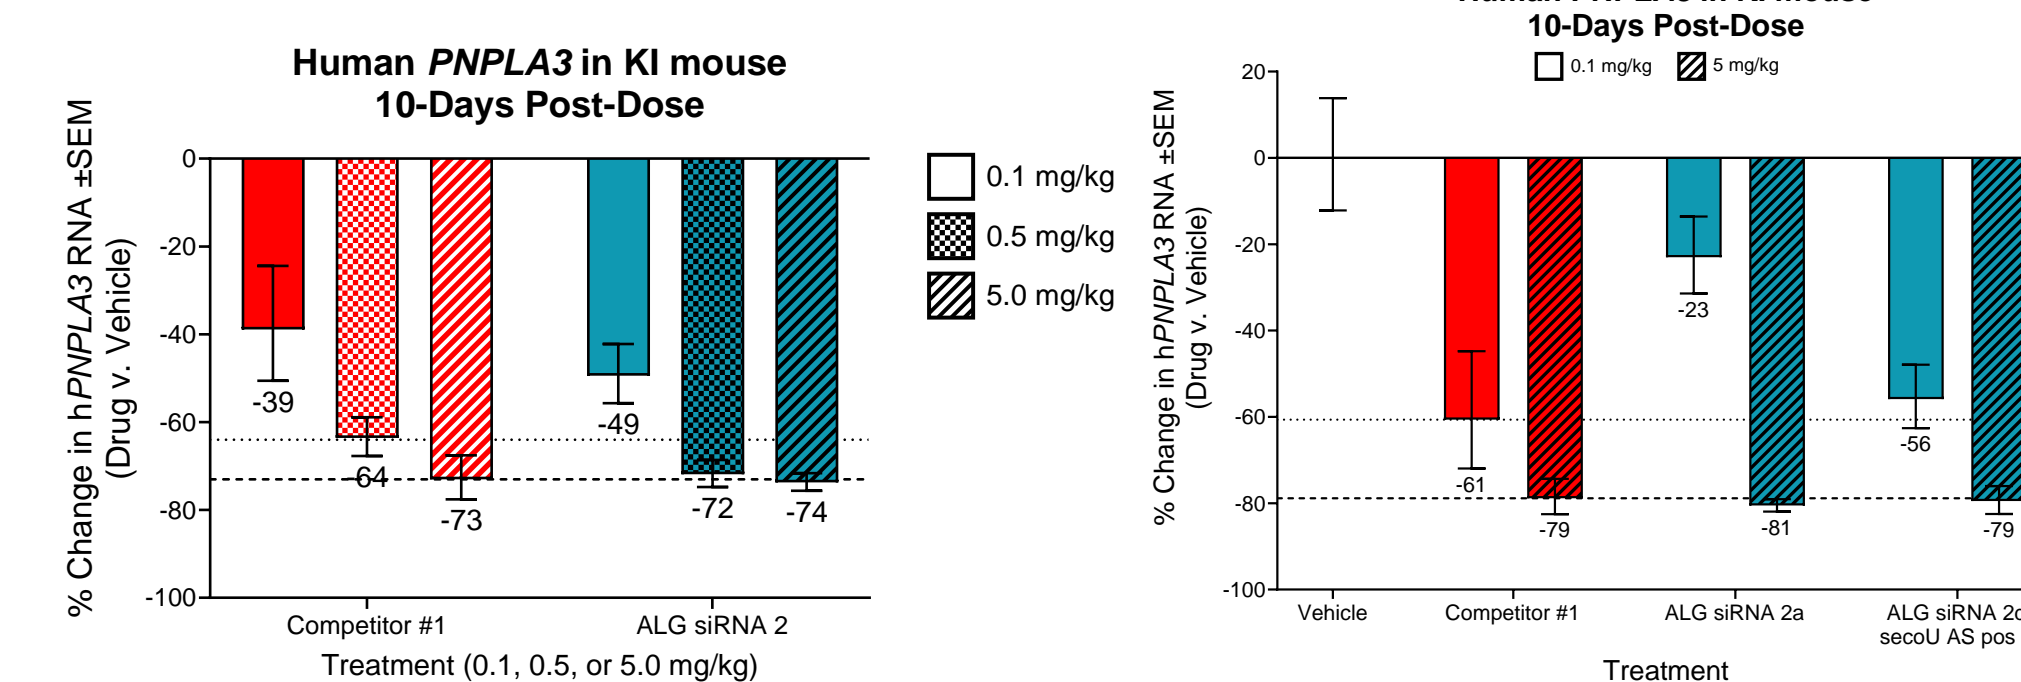 Human PNPLA3 in KI mouse
10-Days Post-Dose
% Change in hPNPLA3 RNA ±SEM
(Drug v. Vehicle)
0
-20
-40
-60
-80
-100
-39
-64
-73
-49
-72
-74
Competitor #1
ALG siRNA 2
Treatment (0.1, 0.5, or 5.0 mg/kg)
0.1 mg/kg
0.5 mg/kg
5.0 mg/kg
10-Days Post-Dose
0.1 mg/kg
5 mg/kg
% Change in hPNPLA3 RNA ±SEM
(Drug v. Vehicle)
20
0
-20
-40
-60
-80
-100
-61
-79
-23
-81
-56
-79
Vehicle
Competitor #1
ALG siRNA 2a
ALG siRNA
secoU AS pos
Treatment